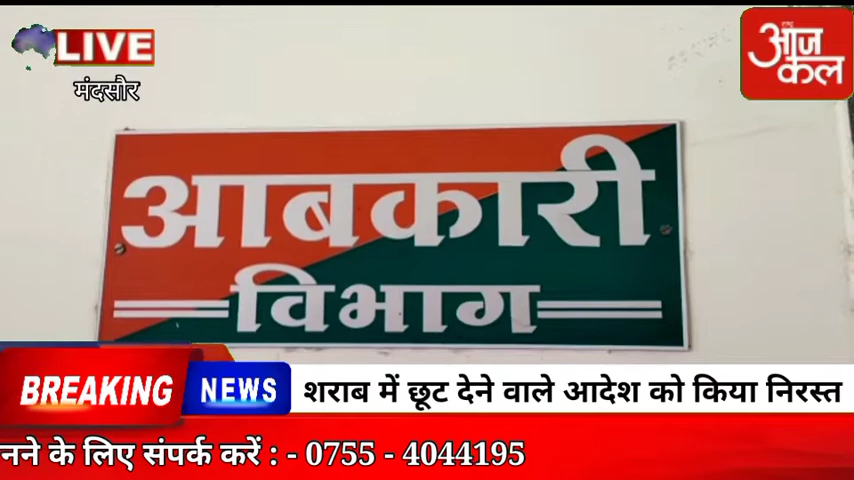 LIVE
मंदसौर
आज
कल
आबकारी
विभाग
BREAKING NEWS शराब में छूट देने वाले आदेश को किया निरस्त
नने के लिए संपर्क करें : - 0755 - 4044195